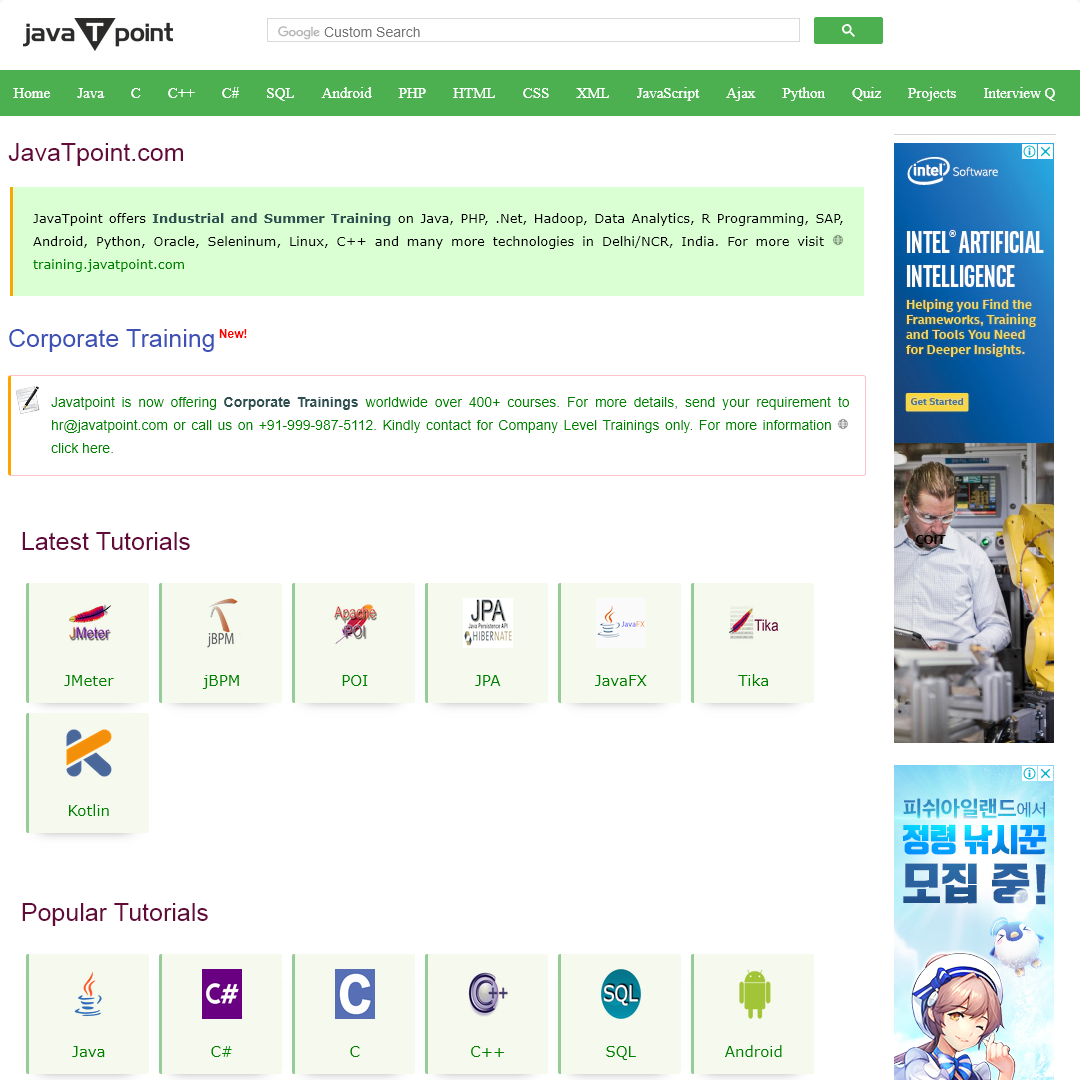 java T point
Google Custom Search
Home Java C C++ C# SQL Android PHP HTML CSS XML JavaScript Ajax Python Quiz Projects Interview Q
JavaTpoint.com
JavaTpoint offers Industrial and Summer Training on Java, PHP, .Net, Hadoop, Data Analytics, R Programming, SAP,
Android, Python, Oracle, Seleninum, Linux, C++ and many more technologies in Delhi/NCR, India. For more visit
training.javatpoint.com
Corporate Training New!
Javatpoint is now offering Corporate Trainings worldwide over 400+ courses. For more details, send your requirement to
hr@javatpoint.com or call us on +91-999-987-5112. Kindly contact for Company Level Trainings only. For more information
click here.
Latest Tutorials
JMeter
jBPM
Apache
POI
JPA
Java Persistence API
HIBERNATE
JavaFX
Tika
JMeter jBPM POI JPA JavaFX Tika
Kotlin
Popular Tutorials
C#
C
C++
SQL
Java C# C C++ SQL Android
intel Software
INTEL® ARTIFICIAL
INTELLIGENCE
Helping you Find the
Frameworks, Training
and Tools You Need
for Deeper Insights.
Get Started
COIT
피쉬아일랜드에서
정령 낚시꾼
모집 중!